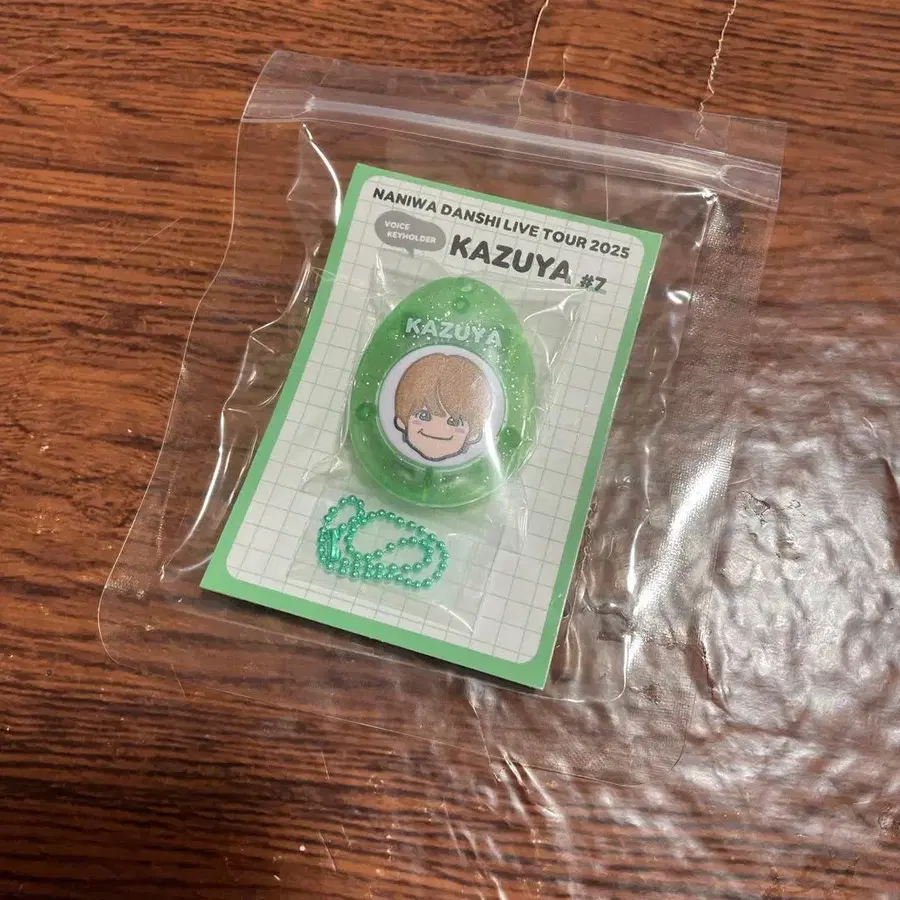 NANIWA DANSHI LIVE TOUR 2025
VOICE
KEYHOLDER
KAZUYA #7
KAZUYA